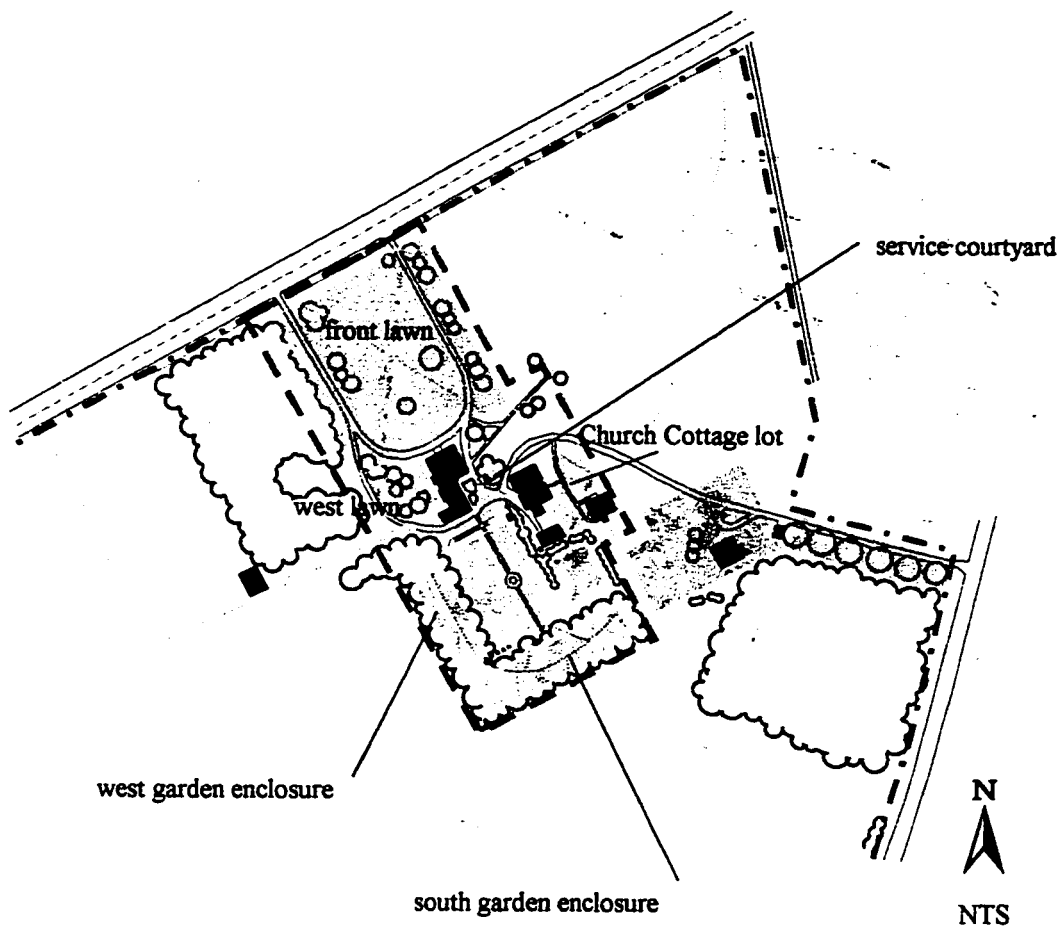 service courtyard
front lawn
Church Cottage lot
west lawn
west garden enclosure
N
south garden enclosure
NTS